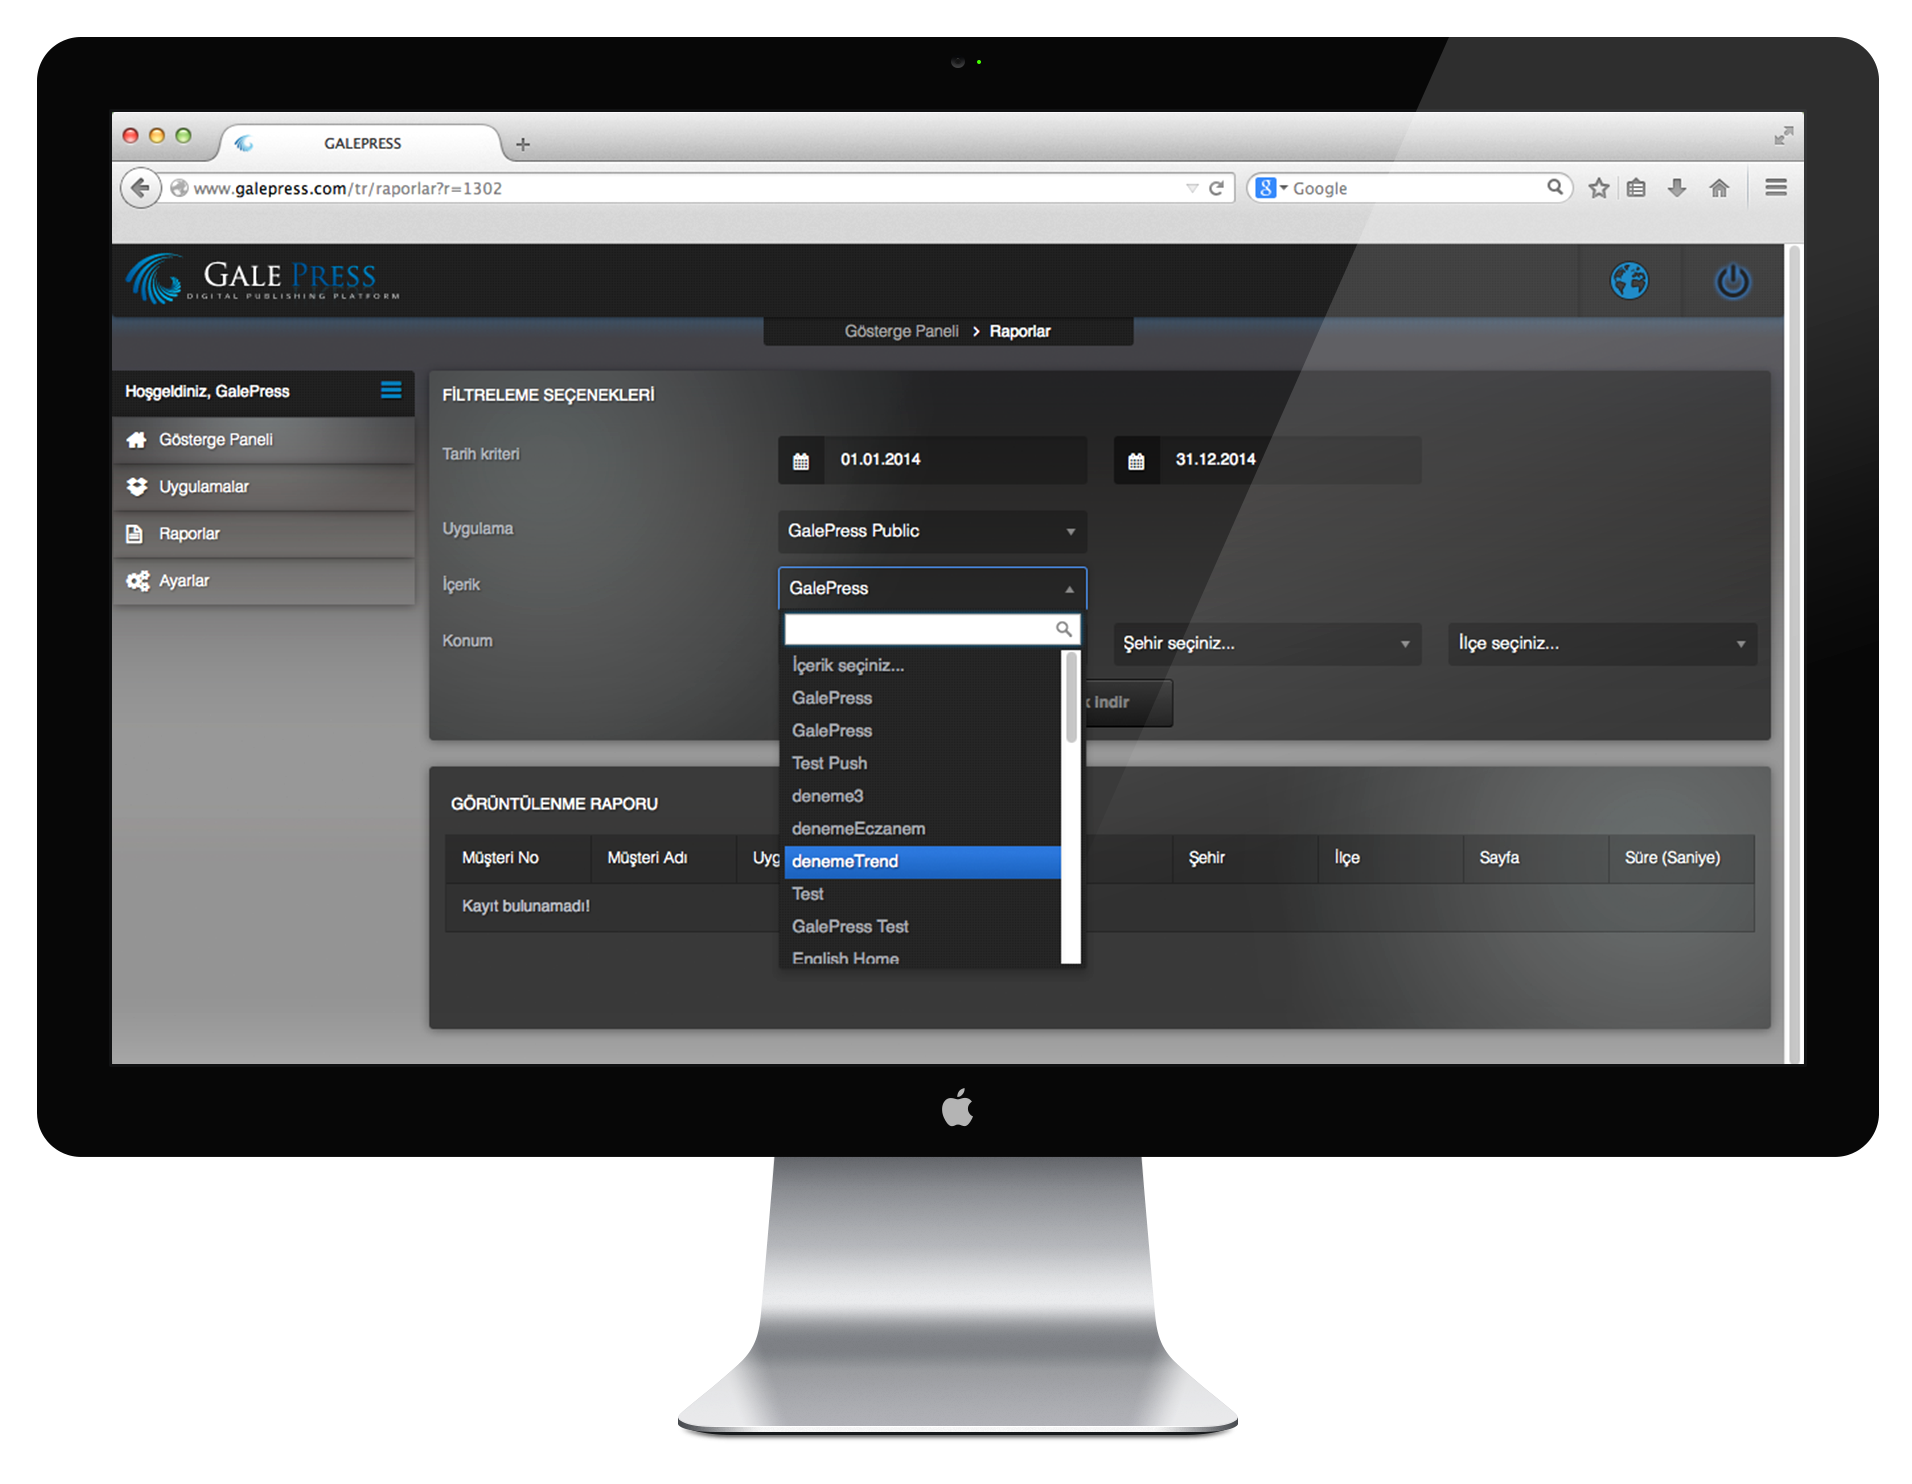 GALEPRESS
www.galepress.com/tr/raporlar?r=1302
8 Google
GALE PRESS
DIGITAL PUBLISHING PLATFORM
Gösterge Paneli > Raporlar
Hoşgeldiniz, GalePress
Gösterge Paneli
Uygulamalar
Raporlar
Ayarlar
FİLTRELEME SEÇENEKLERİ
Tarih kriteri 01.01.2014 31.12.2014
Uygulama GalePress Public
İçerik GalePress
Konum Şehir seçiniz... İlçe seçiniz...
indir
İçerik seçiniz...
GalePress
GalePress
Test Push
deneme3
denemeEczanem
denemeTrend
Test
GalePress Test
English Home
GÖRÜNTÜLENME RAPORU
Müşteri No Müşteri Adı Uyg Şehir İlçe Sayfa Süre (Saniye)
Kayıt bulunamadı!